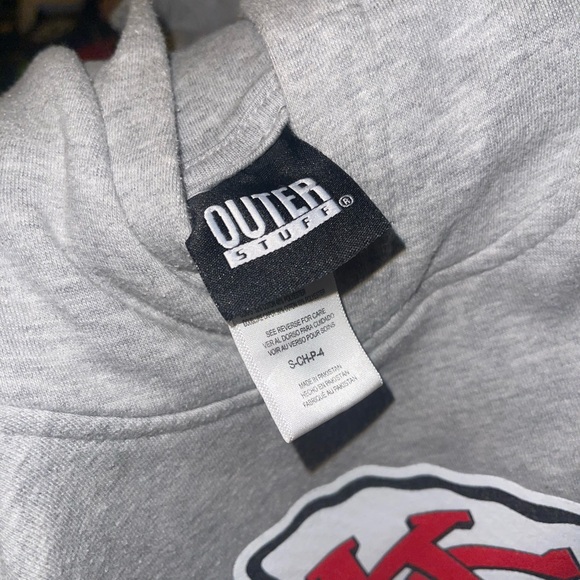 OUTER
STUFF®
SEE REVERSE FOR CARE
VER AL DORSO PARA CUIDADO
VOIR AU VERSO POUR SOINS
S-CH-P-4
MADE IN PAKISTAN
HECHO EN PAKISTAN
FABRIQUÉ AU PAKISTAN
KC